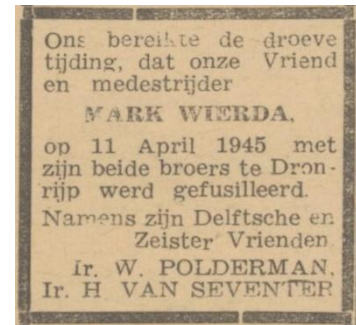 Ons bereikte de droeve
tijding, dat onze Vriend
en medestrijder
MARK WIERDA,
op 11 April 1945 met
zijn beide broers te Dron-
rijp werd gefusilleerd.
Namens zijn Delftsche en
Zeister Vrienden
Ir. W. POLDERMAN,
Ir. H VAN SEVENTER